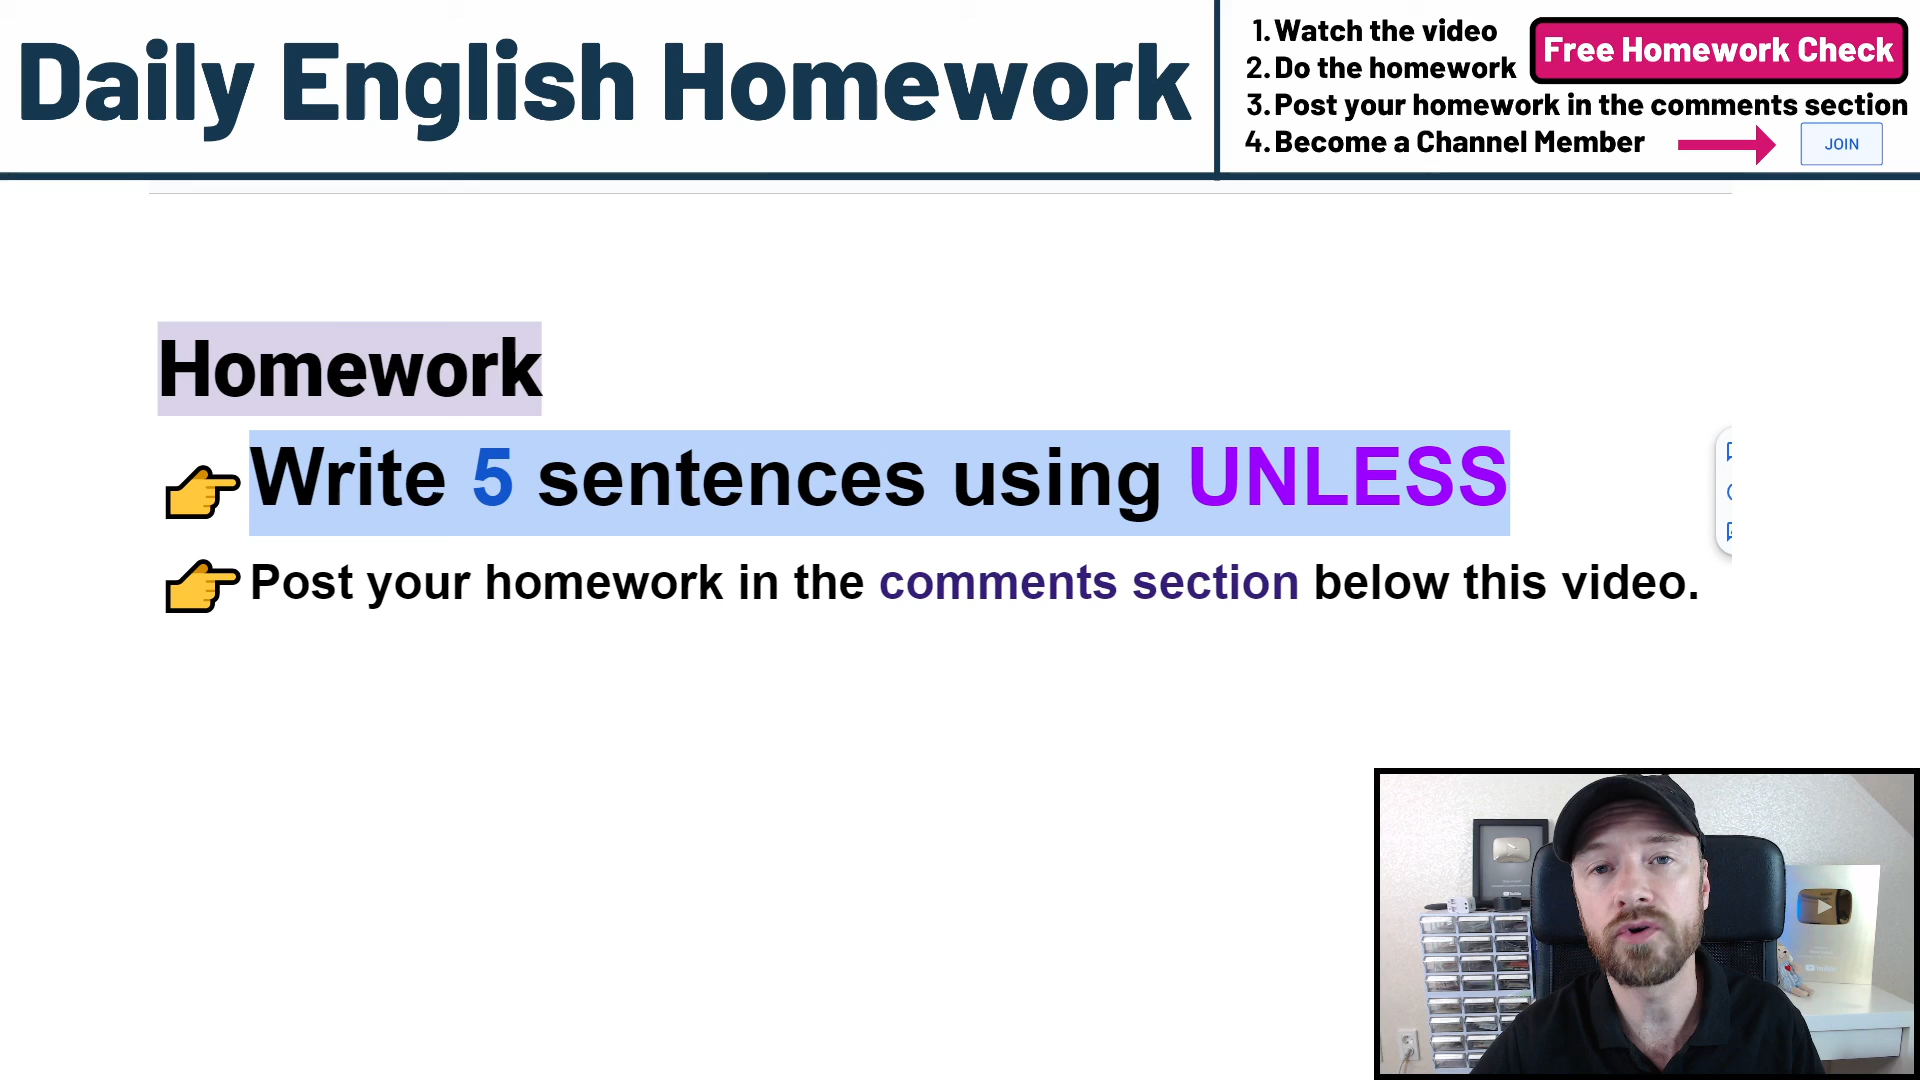 Daily English Homework
1. Watch the video
2. Do the homework
Free Homework Check
3. Post your homework in the comments section
4. Become a Channel Member
JOIN
Homework
👉 Write 5 sentences using UNLESS
👉 Post your homework in the comments section below this video.